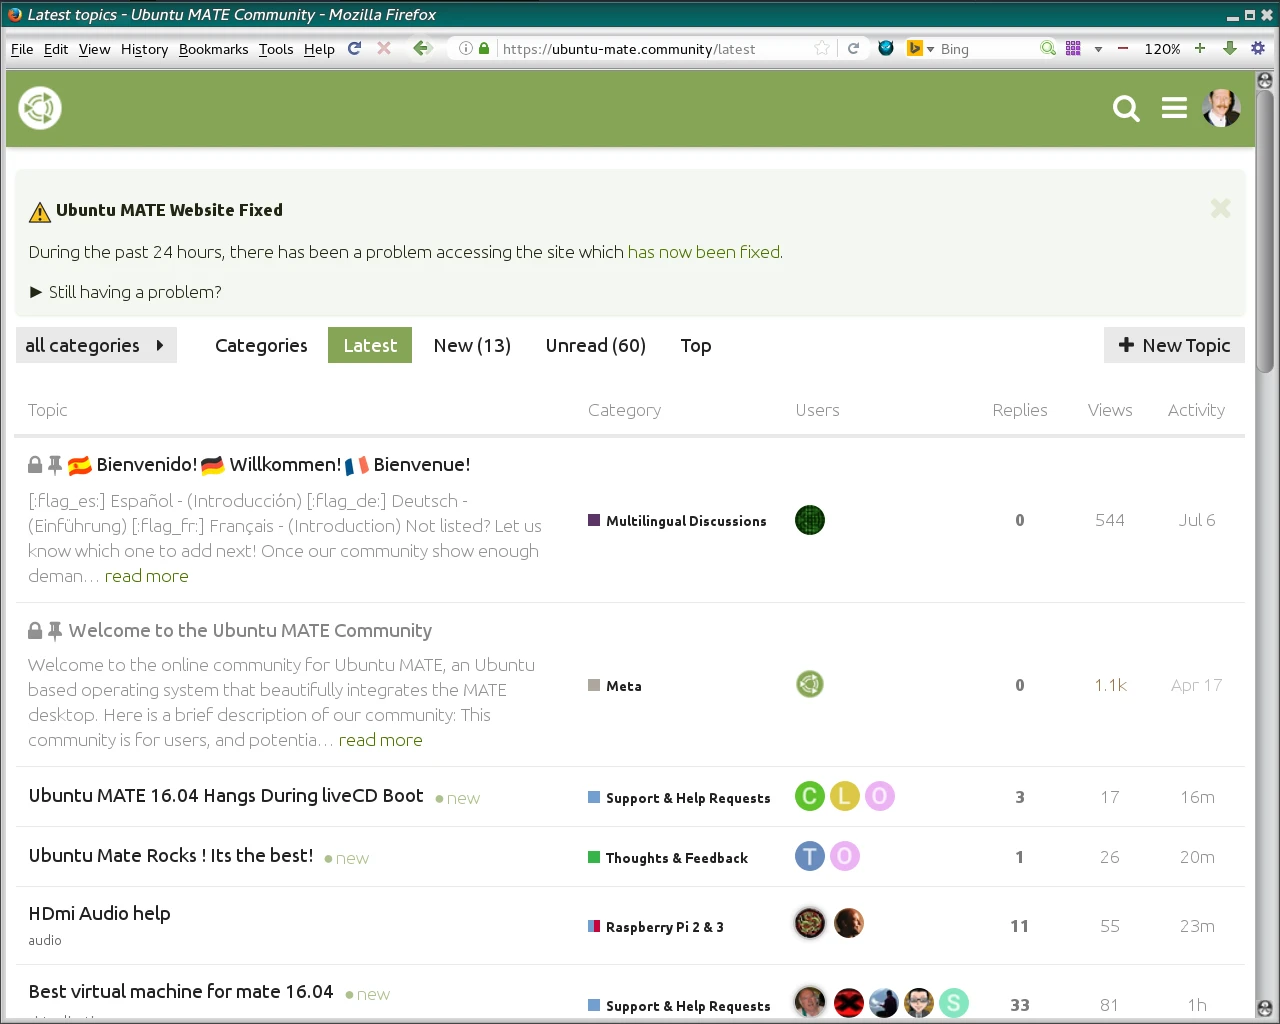 Latest topics - Ubuntu MATE Community - Mozilla Firefox
File Edit View History Bookmarks Tools Help https://ubuntu-mate.community/latest Bing 120%
Ubuntu MATE Website Fixed
During the past 24 hours, there has been a problem accessing the site which has now been fixed.
► Still having a problem?
all categories Categories Latest New (13) Unread (60) Top + New Topic
Topic Category Users Replies Views Activity
Bienvenido! Willkommen! Bienvenue!
[:flag_es:] Español - (Introducción) [:flag_de:] Deutsch -
(Einführung) [:flag_fr:] Français - (Introduction) Not listed? Let us
know which one to add next! Once our community show enough
deman… read more
Multilingual Discussions 0 544 Jul 6
Welcome to the Ubuntu MATE Community
Welcome to the online community for Ubuntu MATE, an Ubuntu
based operating system that beautifully integrates the MATE
desktop. Here is a brief description of our community: This
community is for users, and potentia… read more
Meta 0 1.1k Apr 17
Ubuntu MATE 16.04 Hangs During liveCD Boot new Support & Help Requests C L O 3 17 16m
Ubuntu Mate Rocks ! Its the best! new Thoughts & Feedback T O 1 26 20m
HDmi Audio help
audio
Raspberry Pi 2 & 3 11 55 23m
Best virtual machine for mate 16.04 new
Support & Help Requests S 33 81 1h